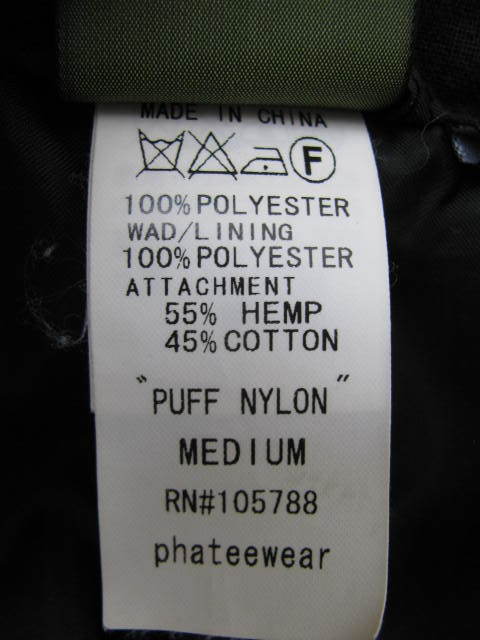 MADE IN CHINA
F
100% POLYESTER
WAD/LINING
100% POLYESTER
ATTACHMENT
55% HEMP
45% COTTON
"PUFF NYLON"
MEDIUM
RN#105788
phateewear